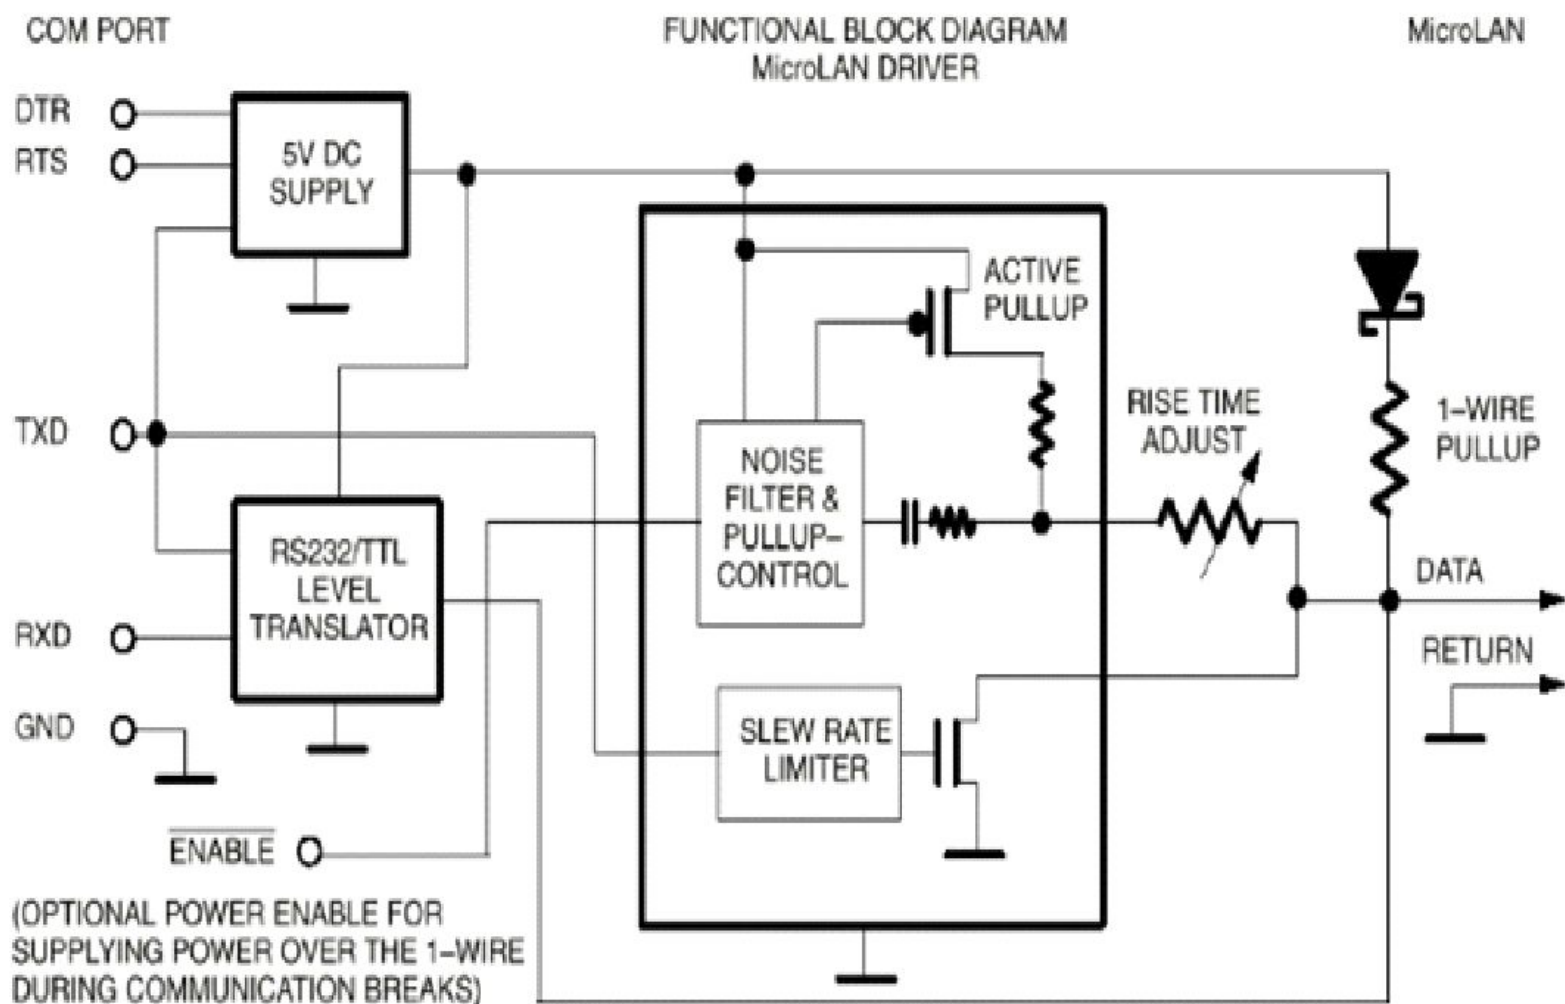 COM PORT
FUNCTIONAL BLOCK DIAGRAM
MicroLAN DRIVER
MicroLAN
DTR
RTS
5V DC
SUPPLY
ACTIVE
PULLUP
TXD
RISE TIME
ADJUST
1–WIRE
PULLUP
NOISE
FILTER &
PULLUP–
CONTROL
RS232/TTL
LEVEL
TRANSLATOR
RXD
DATA
RETURN
GND
SLEW RATE
LIMITER
ENABLE
(OPTIONAL POWER ENABLE FOR
SUPPLYING POWER OVER THE 1–WIRE
DURING COMMUNICATION BREAKS)